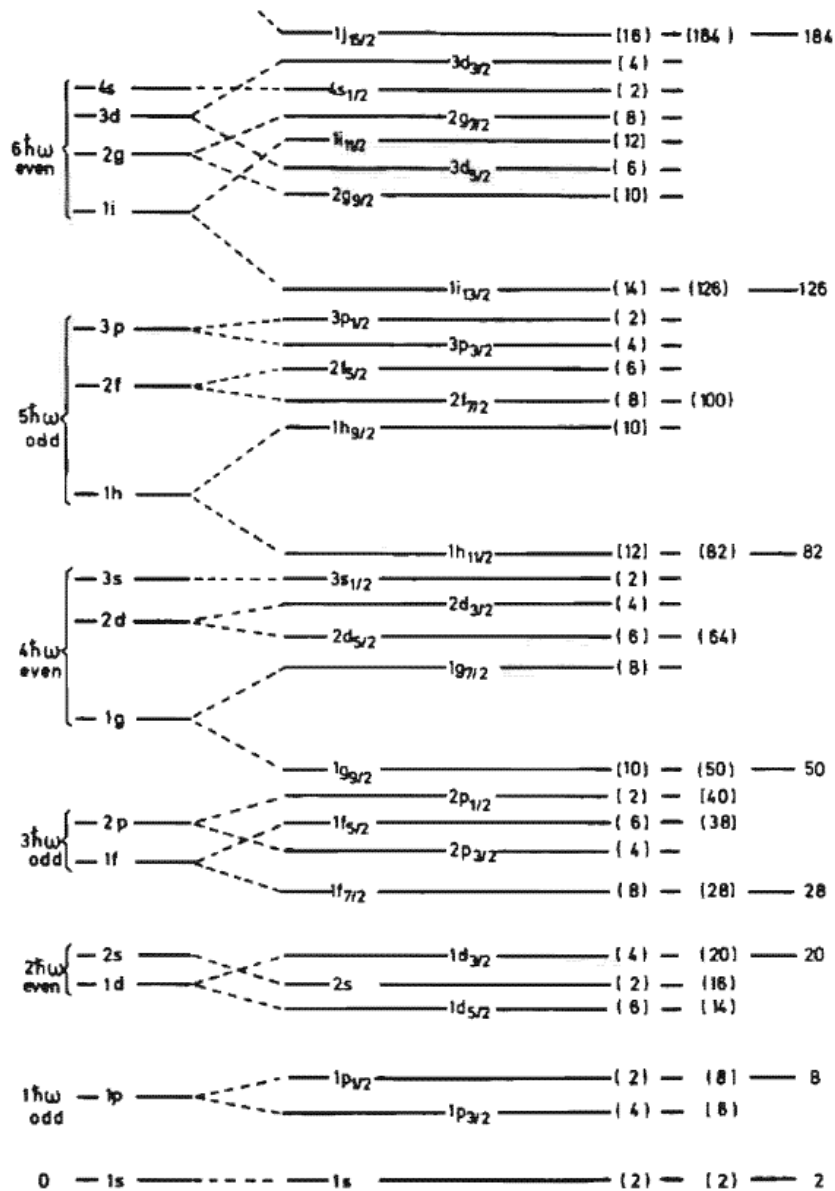 1j15/2 (16) (184) 184
3d3/2 (4)
4s 4s1/2 (2)
3d 2g7/2 (8)
1i11/2 (12)
6ħω even 2g 3d5/2 (6)
2g9/2 (10)
1i
1i13/2 (14) (126) 126
3p 3p1/2 (2)
3p3/2 (4)
2f5/2 (6)
2f 2f7/2 (8) (100)
5ħω odd 1h9/2 (10)
1h
1h11/2 (12) (82) 82
3s 3s1/2 (2)
2d 2d3/2 (4)
2d5/2 (6) (64)
4ħω even 1g7/2 (8)
1g
1g9/2 (10) (50) 50
2p1/2 (2) (40)
2p 1f5/2 (6) (38)
3ħω odd 2p3/2 (4)
1f
1f7/2 (8) (28) 28
2s 1d3/2 (4) (20) 20
2ħω even 1d 2s (2) (16)
1d5/2 (6) (14)
1p1/2 (2) (8) 8
1ħω odd 1p 1p3/2 (4) (6)
0 1s 1s (2) (2) 2